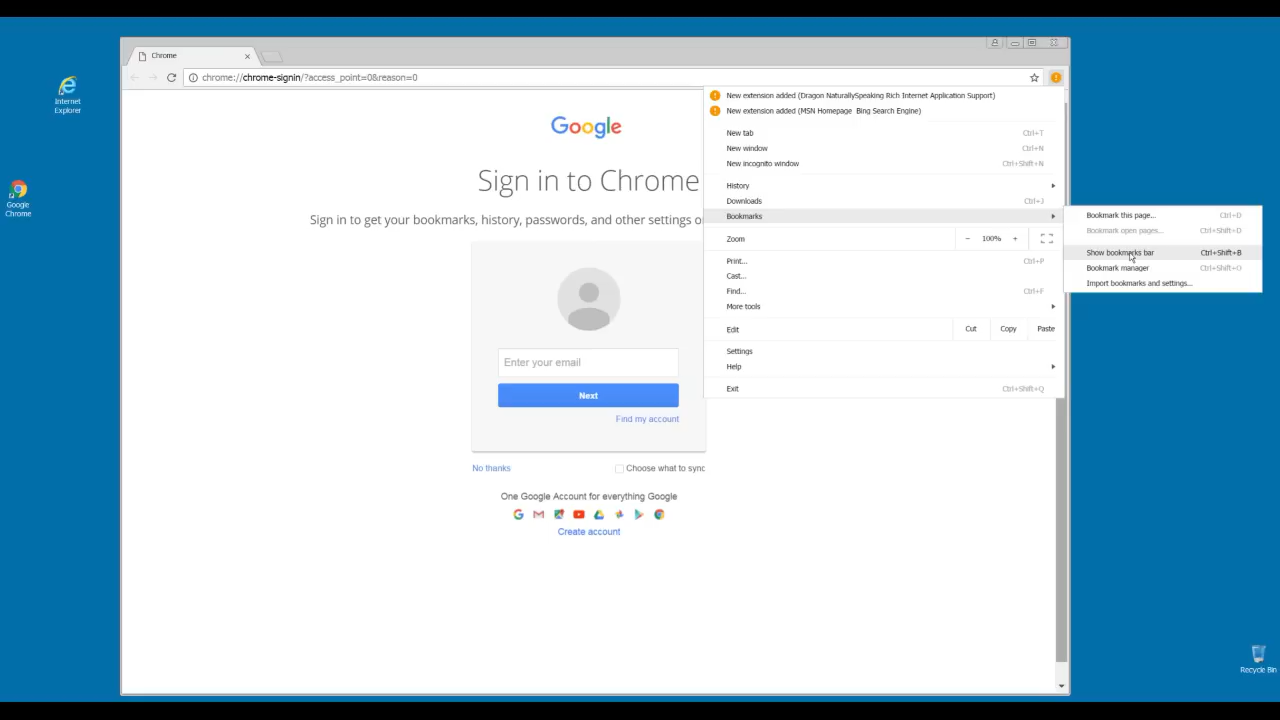 Chrome
chrome://chrome-signin/?access_point=0&reason=0
Internet
Explorer
Google
Chrome
Google
Sign in to Chrome
Sign in to get your bookmarks, history, passwords, and other settings o
Enter your email
Next
Find my account
No thanks
Choose what to sync
One Google Account for everything Google
Create account
New extension added (Dragon NaturallySpeaking Rich Internet Application Support)
New extension added (MSN Homepage  Bing Search Engine)
New tab Ctrl+T
New window Ctrl+N
New incognito window Ctrl+Shift+N
History
Downloads Ctrl+J
Bookmarks
Zoom − 100% +
Print... Ctrl+P
Cast...
Find... Ctrl+F
More tools
Edit Cut Copy Paste
Settings
Help
Exit Ctrl+Shift+Q
Bookmark this page... Ctrl+D
Bookmark open pages... Ctrl+Shift+D
Show bookmarks bar Ctrl+Shift+B
Bookmark manager Ctrl+Shift+O
Import bookmarks and settings...
Recycle Bin